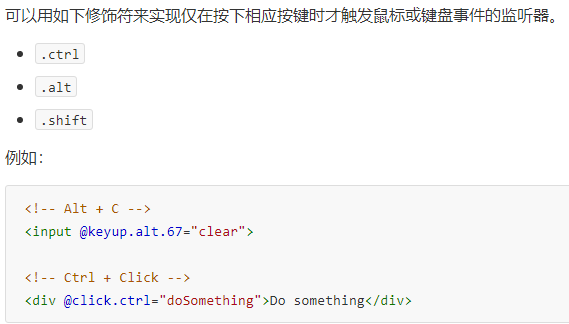 可以用如下修饰符来实现仅在按下相应按键时才触发鼠标或键盘事件的监听器。
.ctrl
.alt
.shift
例如：
<!-- Alt + C -->
<input @keyup.alt.67="clear">
<!-- Ctrl + Click -->
<div @click.ctrl="doSomething">Do something</div>